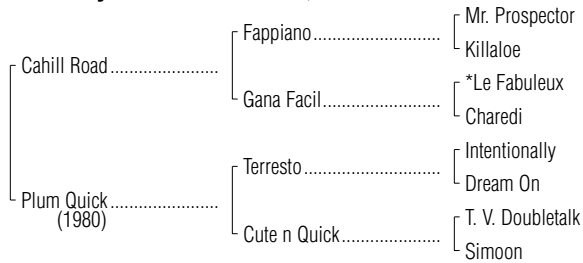 Mr. Prospector
Fappiano
Killaloe
Cahill Road
*Le Fabuleux
Gana Facil
Charedi
Intentionally
Terresto
Dream On
Plum Quick
(1980)
T. V. Doubletalk
Cute n Quick
Simoon